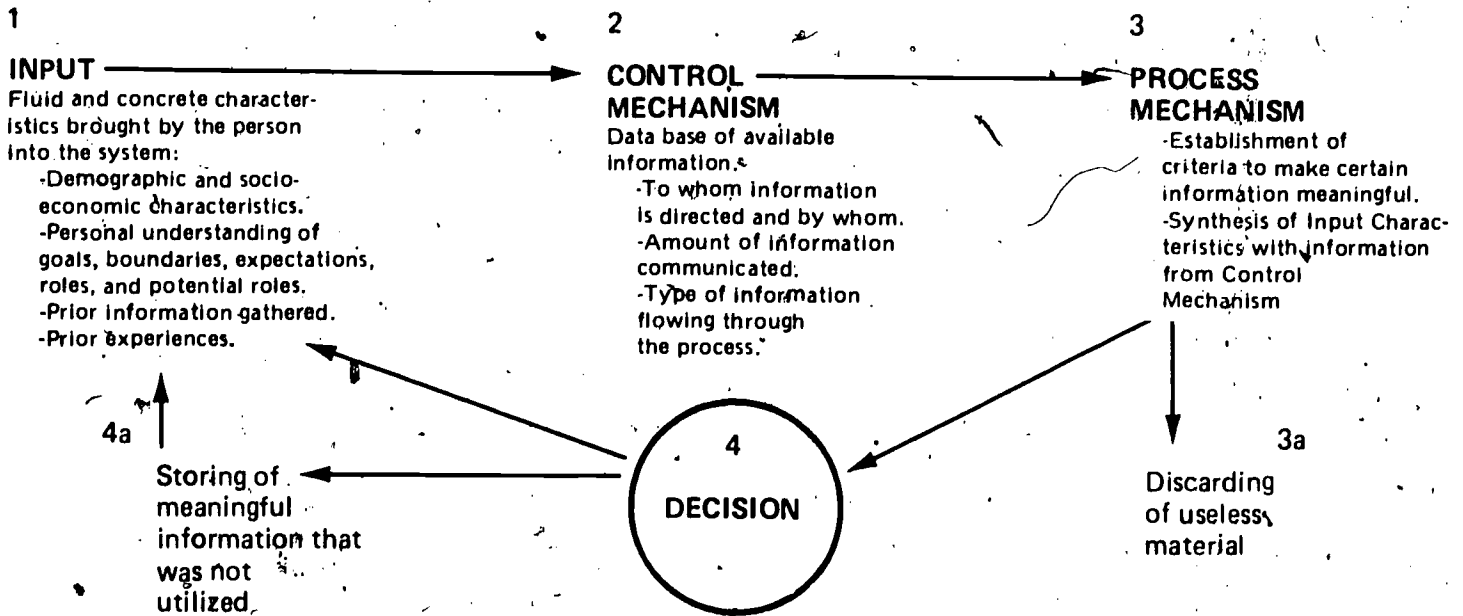 1
INPUT
Fluid and concrete character-
istics brought by the person
into the system:
-Demographic and socio-
economic characteristics.
-Personal understanding of
goals, boundaries, expectations,
roles, and potential roles.
-Prior information gathered.
-Prior experiences.
2
CONTROL
MECHANISM
Data base of available
information.
-To whom information
is directed and by whom.
-Amount of information
communicated.
-Type of information
flowing through
the process.
3
PROCESS
MECHANISM
-Establishment of
criteria to make certain
information meaningful.
-Synthesis of Input Charac-
teristics with information
from Control
Mechanism
3a
Discarding
of useless
material
4
DECISION
4a
Storing of
meaningful
information that
was not
utilized